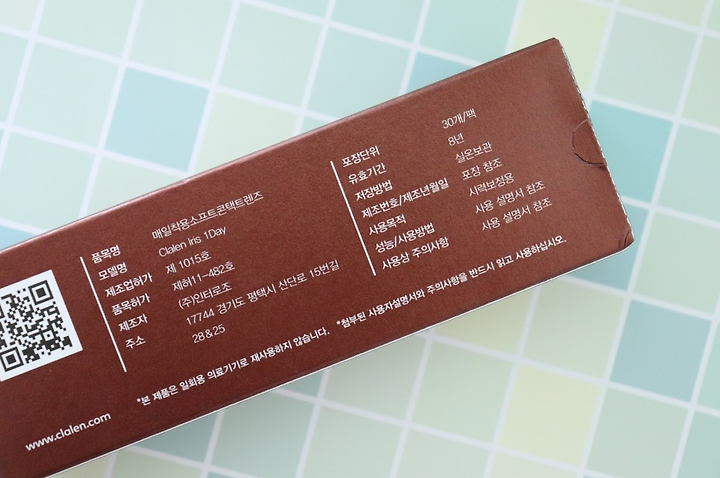 품목명 매일착용소프트콘택트렌즈
모델명 Clalen Iris 1Day
제조업허가 제 1015호
품목허가 제허11-482호
제조자 (주)인터로조
주소 17744 경기도 평택시 산단로 15번길
28&25
포장단위 30개/팩
유효기간 8년
저장방법 실온보관
제조번호/제조년월일 포장 참조
사용목적 시력보정용
성능/사용방법 사용 설명서 참조
사용상 주의사항 사용 설명서 참조
*본 제품은 일회용 의료기기로 재사용하지 않습니다. *첨부된 사용자설명서와 주의사항을 반드시 읽고 사용하십시오.
www.clalen.com